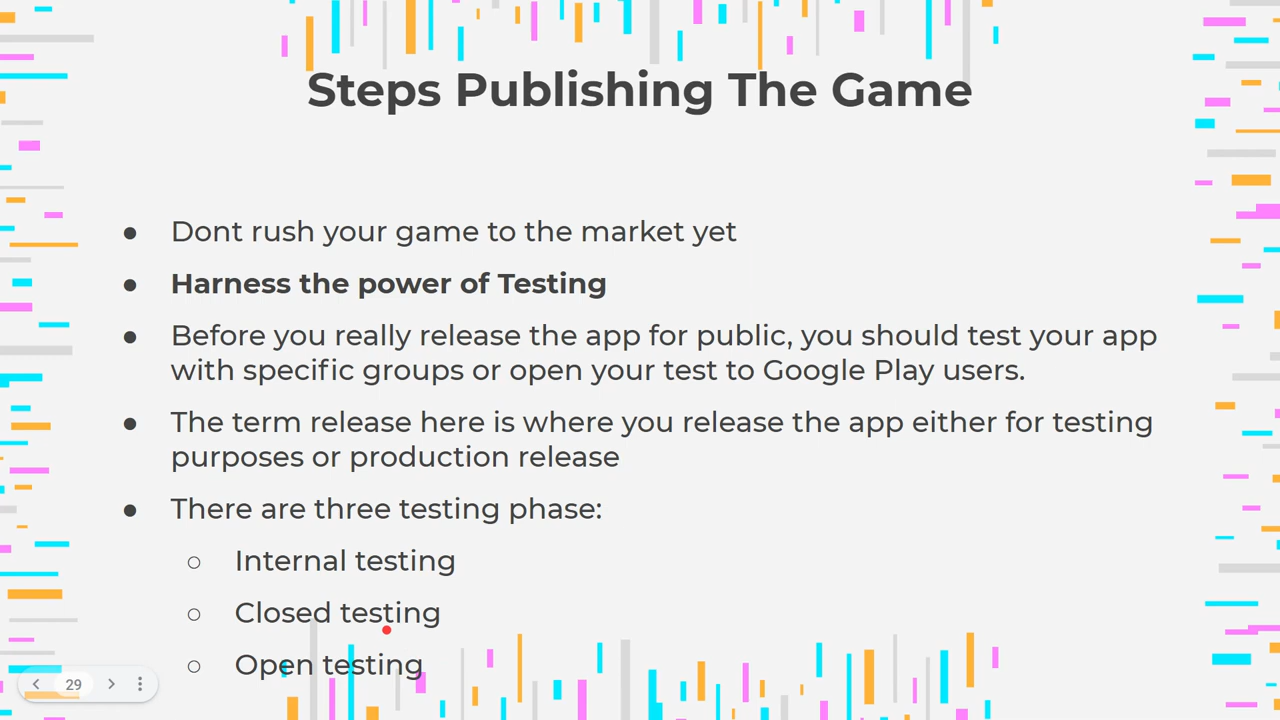 Steps Publishing The Game
● Dont rush your game to the market yet
● Harness the power of Testing
● Before you really release the app for public, you should test your app
with specific groups or open your test to Google Play users.
● The term release here is where you release the app either for testing
purposes or production release
● There are three testing phase:
○ Internal testing
○ Closed testing
○ Open testing
29